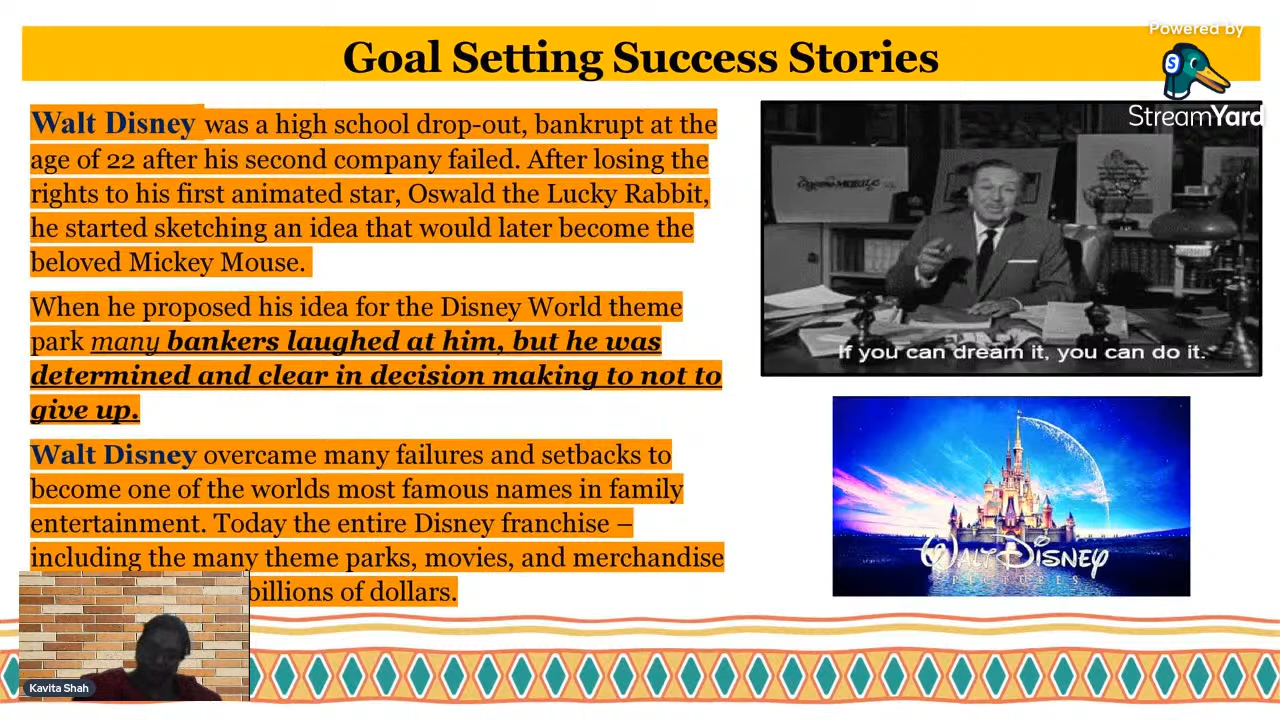 Goal Setting Success Stories
Powered by
S
StreamYard
Walt Disney was a high school drop-out, bankrupt at the
age of 22 after his second company failed. After losing the
rights to his first animated star, Oswald the Lucky Rabbit,
he started sketching an idea that would later become the
beloved Mickey Mouse.
When he proposed his idea for the Disney World theme
park many bankers laughed at him, but he was
determined and clear in decision making to not to
give up.
Walt Disney overcame many failures and setbacks to
become one of the worlds most famous names in family
entertainment. Today the entire Disney franchise –
including the many theme parks, movies, and merchandise
billions of dollars.
If you can dream it, you can do it.
WALT DISNEY
PICTURES
Kavita Shah